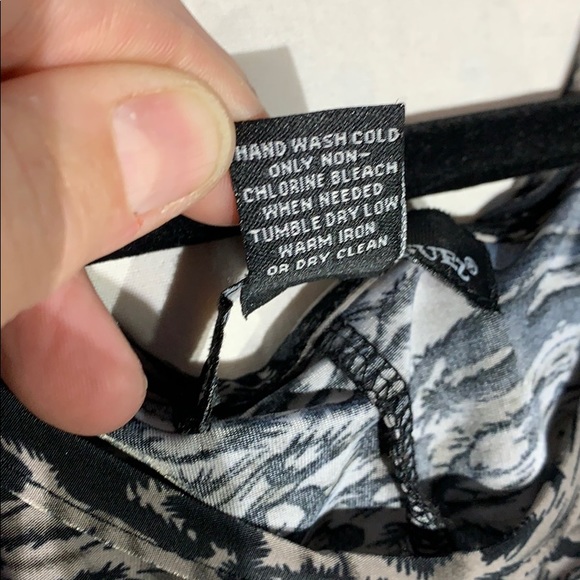 HAND WASH COLD
ONLY NON-
CHLORINE BLEACH
WHEN NEEDED
TUMBLE DRY LOW
WARM IRON
OR DRY CLEAN